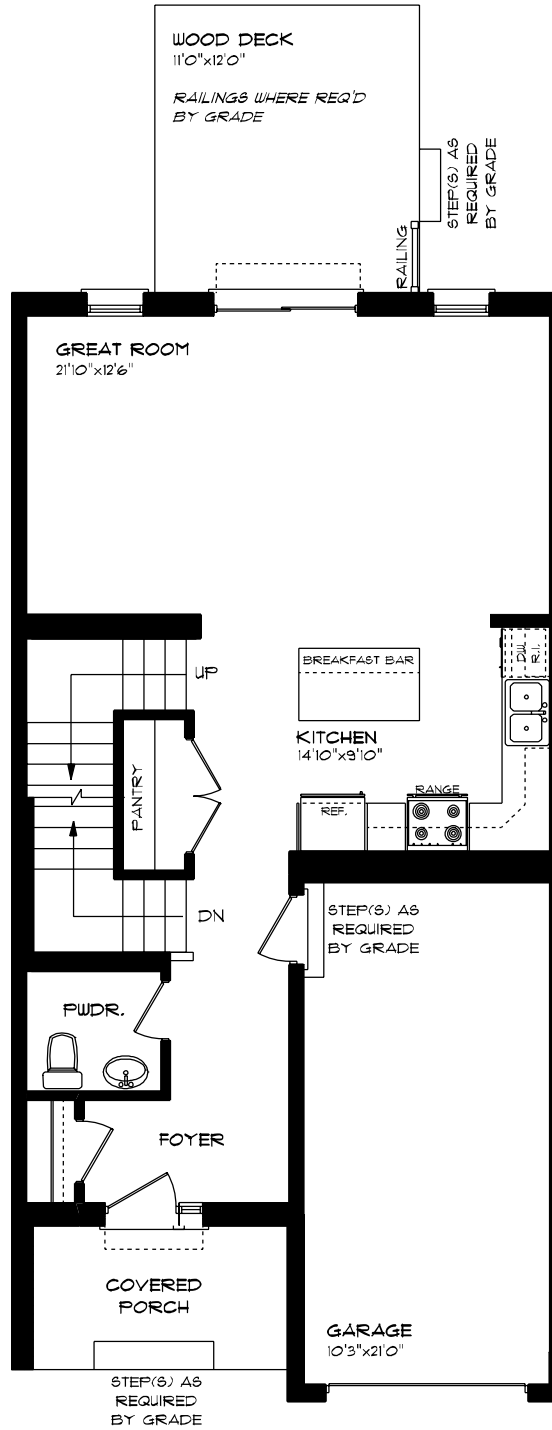 WOOD DECK
11'0"x12'0"
RAILINGS WHERE REQ'D
BY GRADE
STEP(S) AS
REQUIRED
BY GRADE
RAILING
GREAT ROOM
21'10"x12'6"
UP
BREAKFAST BAR
D.W.
R.I.
KITCHEN
14'10"x9'10"
PANTRY
REF.
RANGE
DN
STEP(S) AS
REQUIRED
BY GRADE
PWDR.
FOYER
COVERED
PORCH
GARAGE
10'3"x21'0"
STEP(S) AS
REQUIRED
BY GRADE